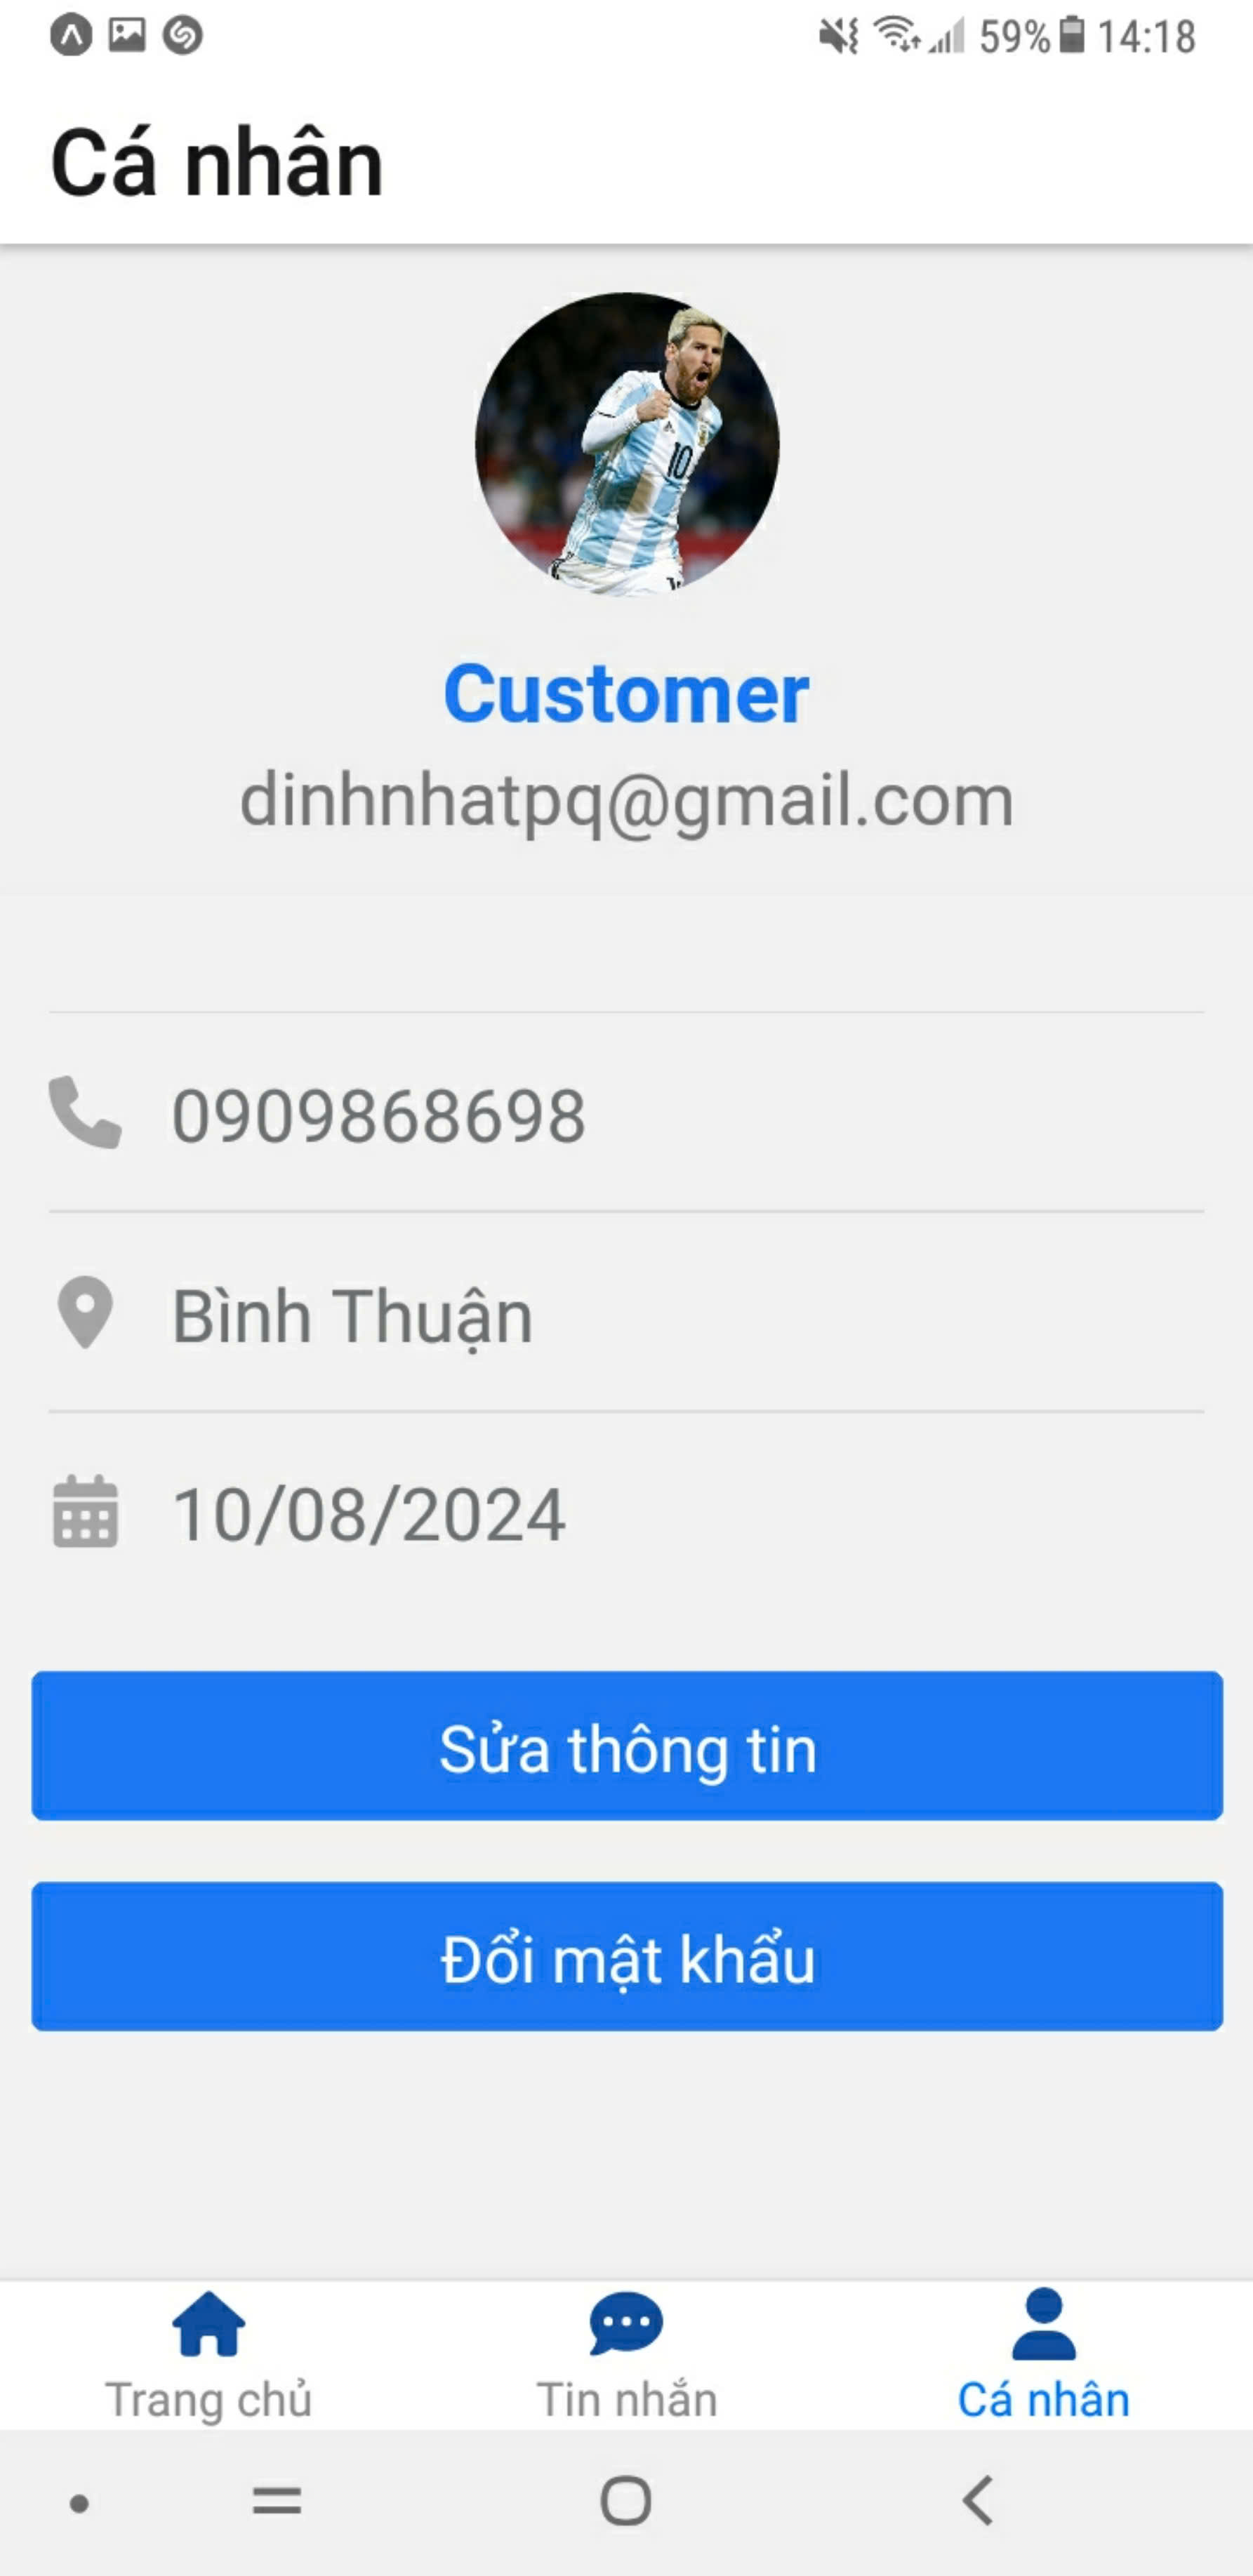 59% 14:18
Cá nhân
10
Customer
dinhnhatpq@gmail.com
0909868698
Bình Thuận
10/08/2024
Sửa thông tin
Đổi mật khẩu
Trang chủ
Tin nhắn
Cá nhân